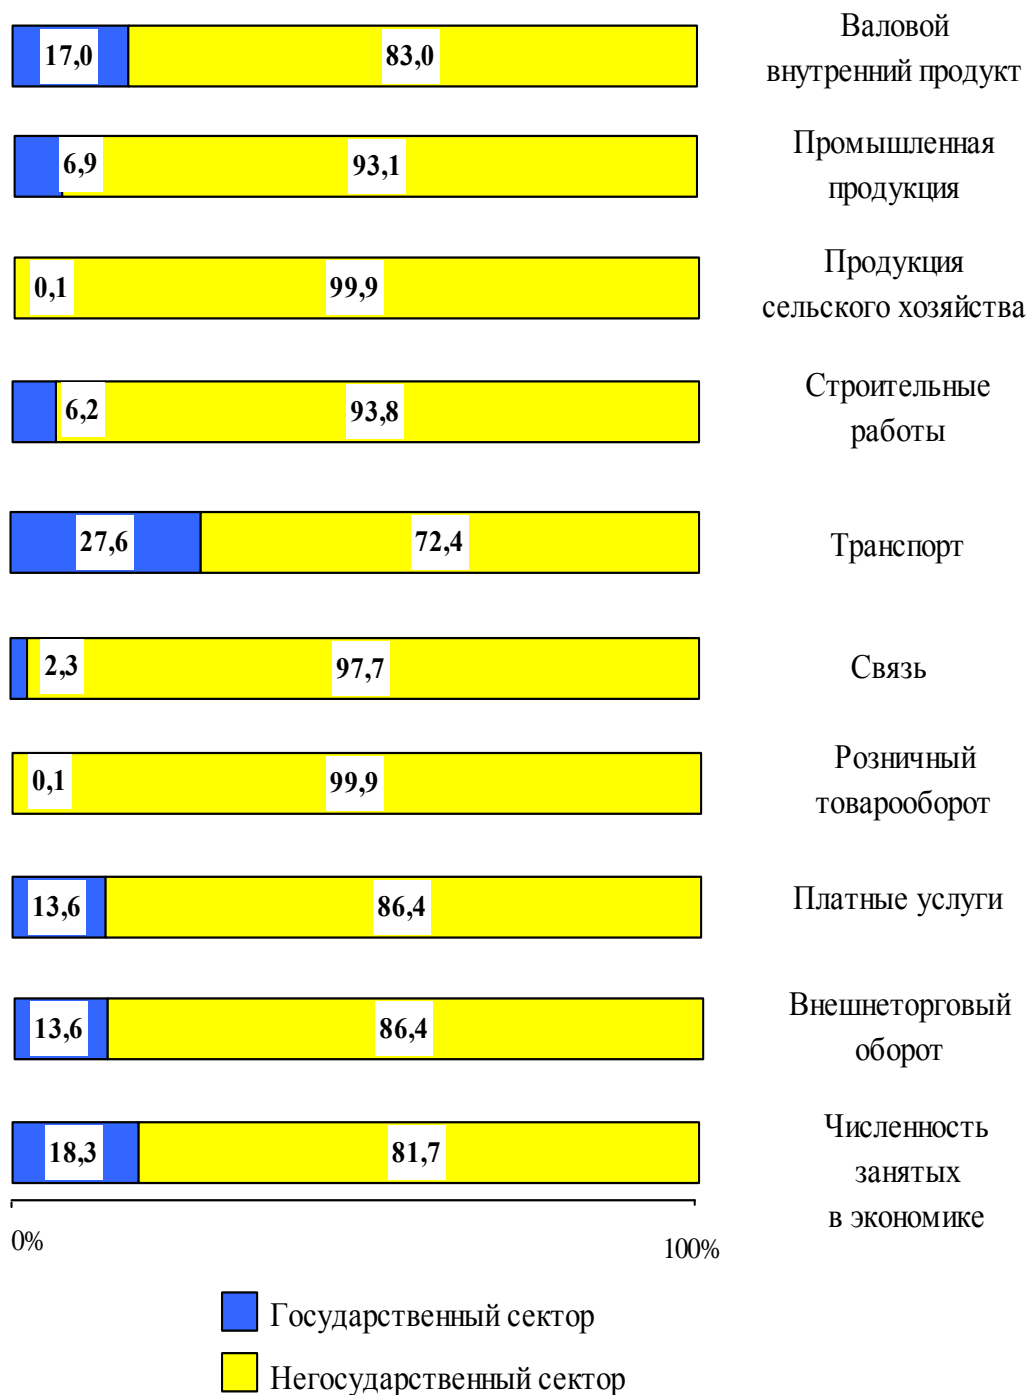 17,0 83,0 Валовой
внутренний продукт
6,9 93,1 Промышленная
продукция
0,1 99,9 Продукция
сельского хозяйства
6,2 93,8 Строительные
работы
27,6 72,4 Транспорт
2,3 97,7 Связь
0,1 99,9 Розничный
товарооборот
13,6 86,4 Платные услуги
13,6 86,4 Внешнеторговый
оборот
18,3 81,7 Численность
занятых
в экономике
0% 100%
Государственный сектор
Негосударственный сектор